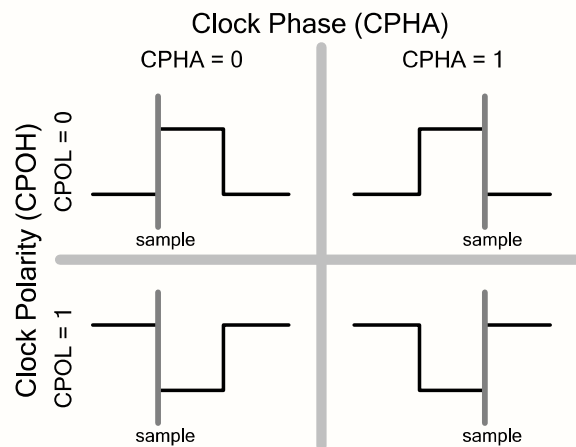 Clock Phase (CPHA)
CPHA = 0
CPHA = 1
Clock Polarity (CPOH)
CPOL = 0
sample
sample
CPOL = 1
sample
sample